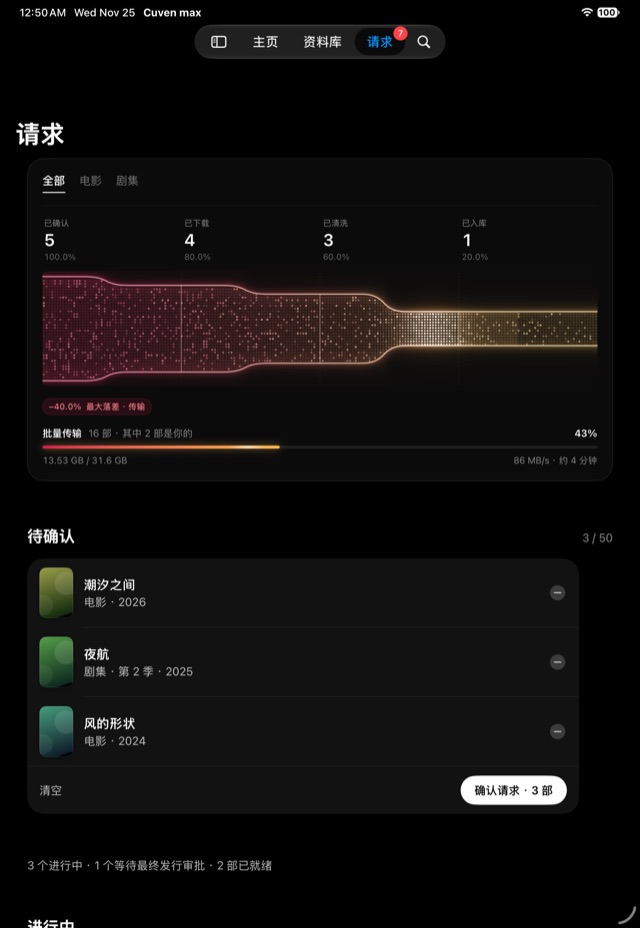 12:50 AM Wed Nov 25 Cuven max 100
主页 资料库 请求 7
请求
全部 电影 剧集
已确认 已下载 已清洗 已入库
5 4 3 1
100.0% 80.0% 60.0% 20.0%
−40.0% 最大落差 · 传输
批量传输 16 部 · 其中 2 部是你的 43%
13.53 GB / 31.6 GB 86 MB/s · 约 4 分钟
待确认 3 / 50
潮汐之间
电影 · 2026
夜航
剧集 · 第 2 季 · 2025
风的形状
电影 · 2024
清空 确认请求 · 3 部
3 个进行中 · 1 个等待最终发行审批 · 2 部已就绪
进行中